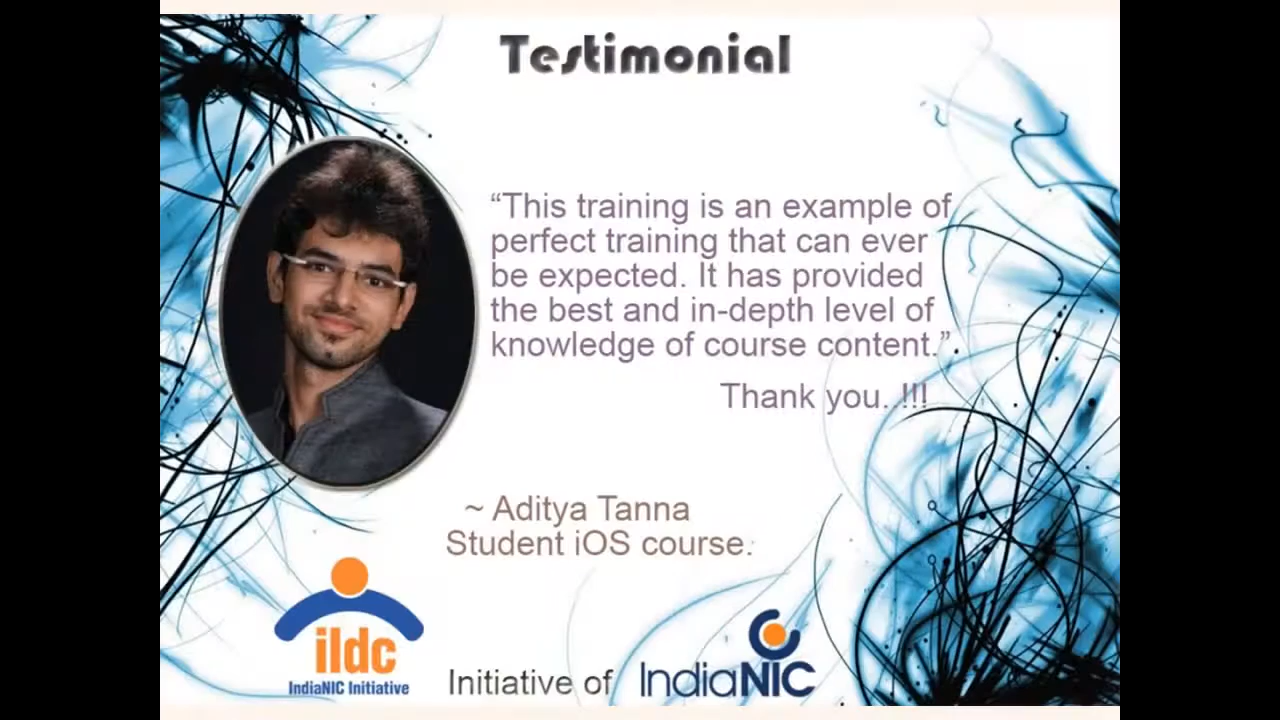 Testimonial
“This training is an example of
perfect training that can ever
be expected. It has provided
the best and in-depth level of
knowledge of course content.”
Thank you..!!!
~ Aditya Tanna
Student iOS course.
ildc
IndiaNIC Initiative
Initiative of IndiaNIC